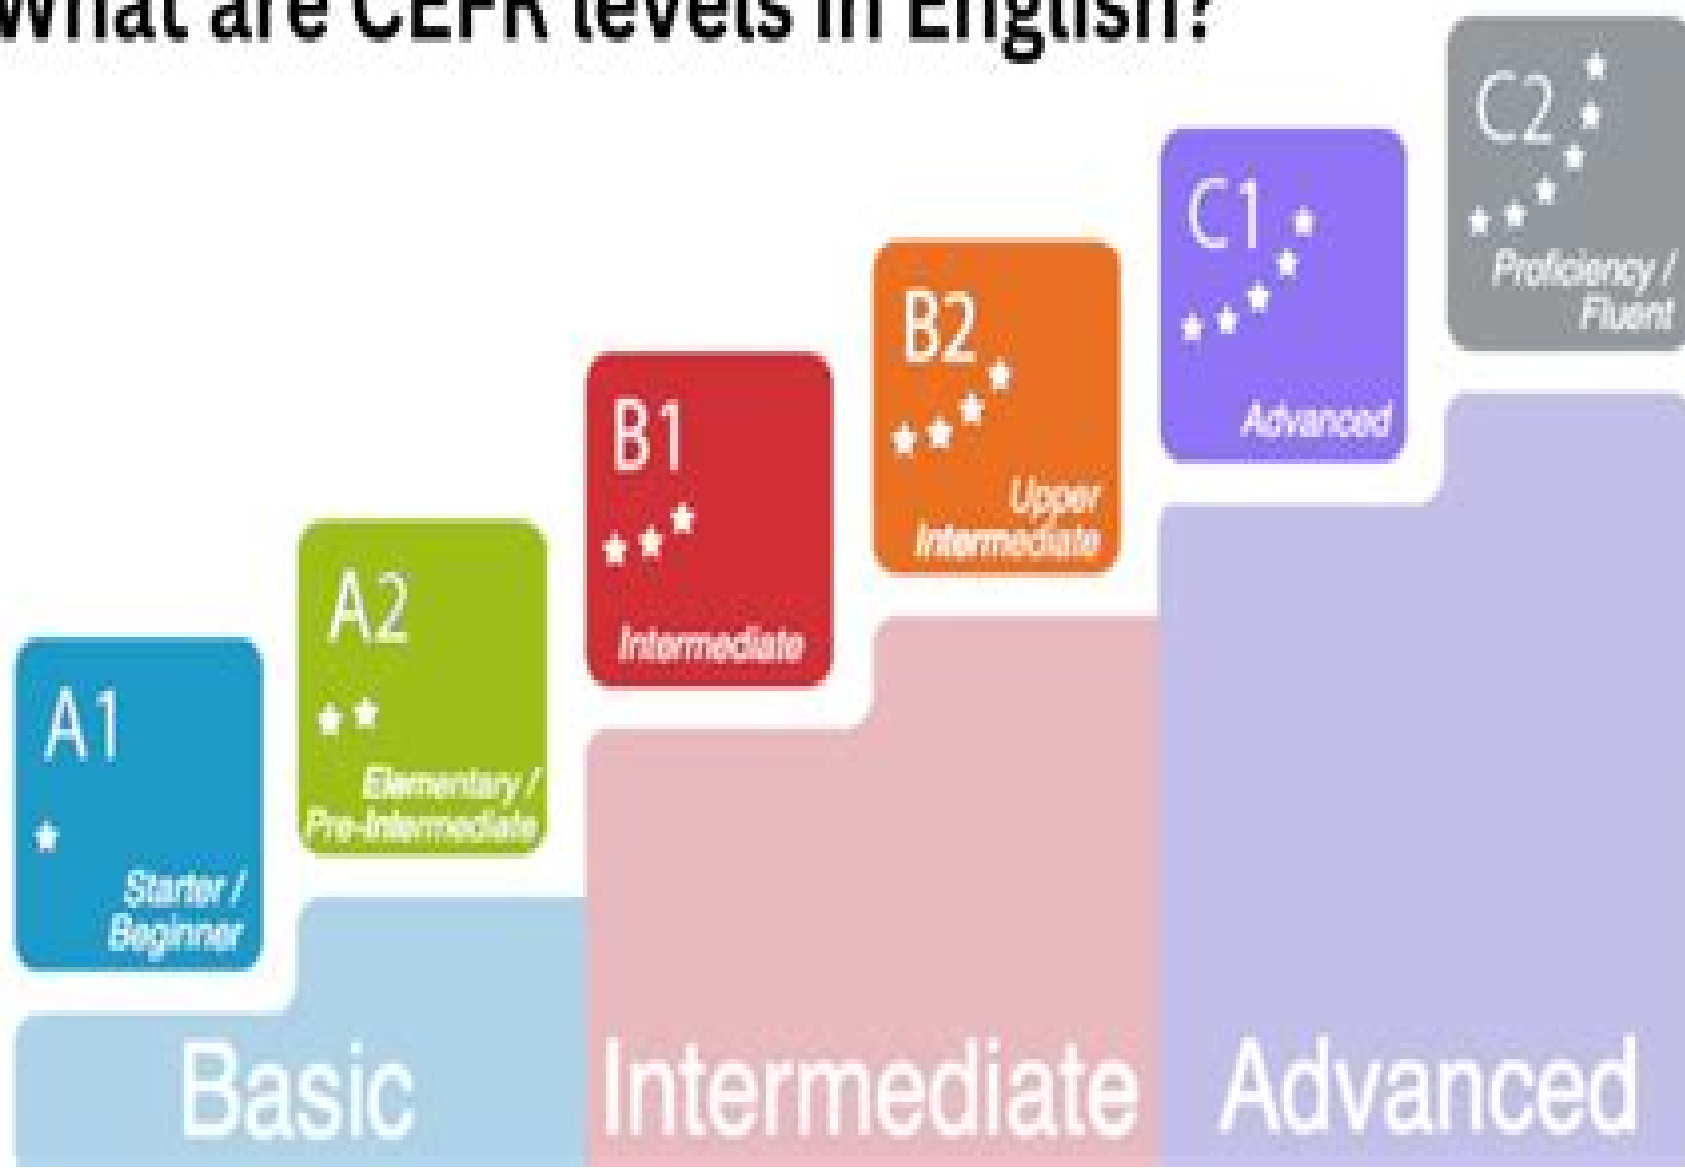 What are CEFR levels in English?
C2
Proficiency /
Fluent
C1
Advanced
B2
Upper
Intermediate
B1
Intermediate
A2
Elementary /
Pre-Intermediate
A1
Starter /
Beginner
Basic
Intermediate
Advanced